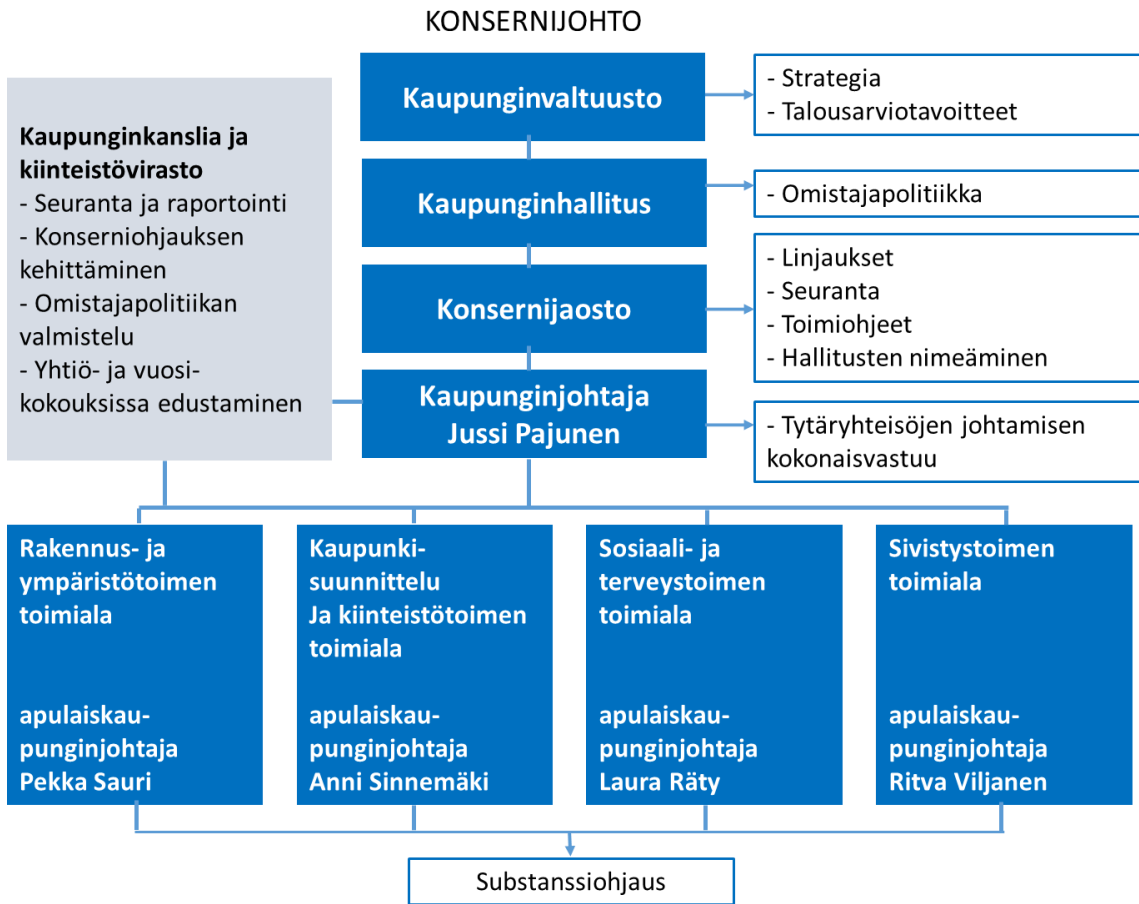 KONSERNIJOHTO
Kaupunginkanslia ja
kiinteistövirasto
- Seuranta ja raportointi
- Konserniohjauksen
kehittäminen
- Omistajapolitiikan
valmistelu
- Yhtiö- ja vuosi-
kokouksissa edustaminen
Kaupunginvaltuusto
- Strategia
- Talousarviotavoitteet
Kaupunginhallitus
- Omistajapolitiikka
Konsernijaosto
- Linjaukset
- Seuranta
- Toimiohjeet
- Hallitusten nimeäminen
Kaupunginjohtaja
Jussi Pajunen
- Tytäryhteisöjen johtamisen
kokonaisvastuu
Rakennus- ja
ympäristötoimen
toimiala
apulaiskau-
punginjohtaja
Pekka Sauri
Kaupunki-
suunnittelu
Ja kiinteistötoimen
toimiala
apulaiskau-
punginjohtaja
Anni Sinnemäki
Sosiaali- ja
terveystoimen
toimiala
apulaiskau-
punginjohtaja
Laura Räty
Sivistystoimen
toimiala
apulaiskau-
punginjohtaja
Ritva Viljanen
Substanssiohjaus